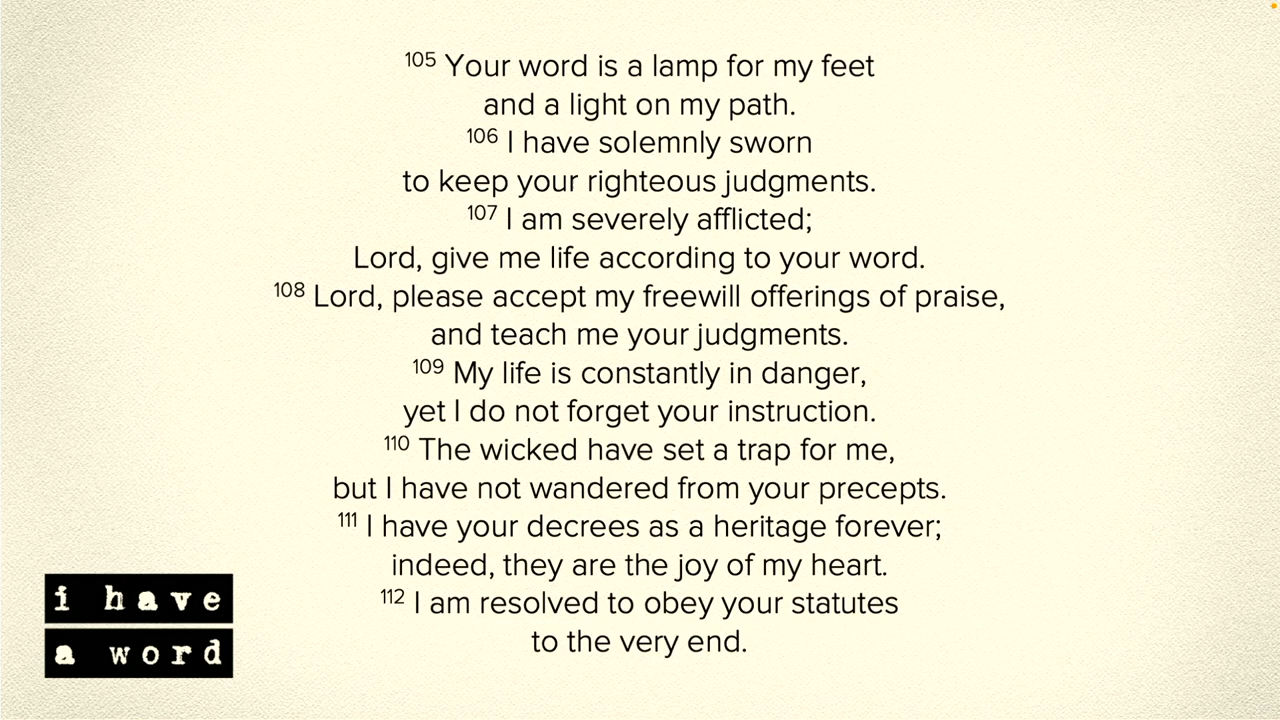 105 Your word is a lamp for my feet
and a light on my path.
106 I have solemnly sworn
to keep your righteous judgments.
107 I am severely afflicted;
Lord, give me life according to your word.
108 Lord, please accept my freewill offerings of praise,
and teach me your judgments.
109 My life is constantly in danger,
yet I do not forget your instruction.
110 The wicked have set a trap for me,
but I have not wandered from your precepts.
111 I have your decrees as a heritage forever;
indeed, they are the joy of my heart.
112 I am resolved to obey your statutes
to the very end.
i have
a word